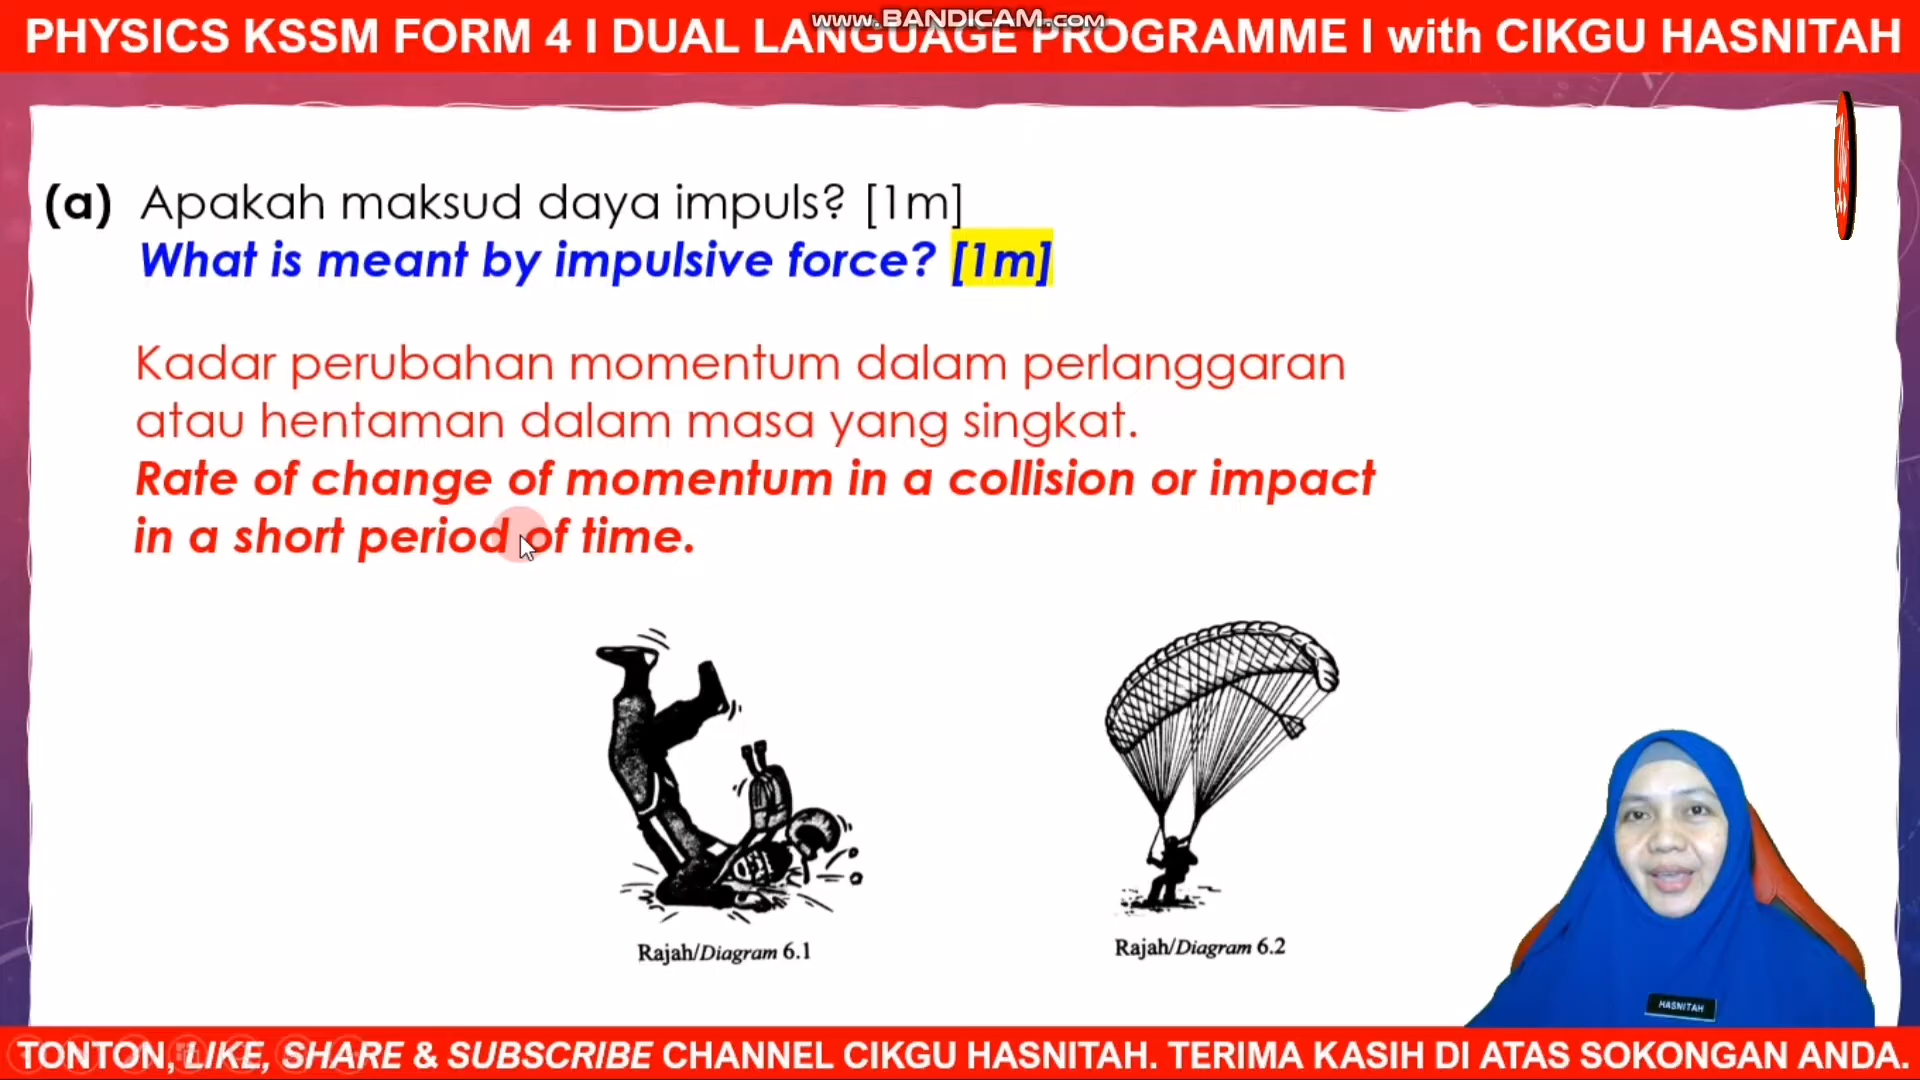 www.BANDICAM.com
PHYSICS KSSM FORM 4 I DUAL LANGUAGE PROGRAMME I with CIKGU HASNITAH
(a) Apakah maksud daya impuls? [1m]
What is meant by impulsive force? [1m]
Kadar perubahan momentum dalam perlanggaran
atau hentaman dalam masa yang singkat.
Rate of change of momentum in a collision or impact
in a short period of time.
Rajah/Diagram 6.1
Rajah/Diagram 6.2
HASNITAH
TONTON, LIKE, SHARE & SUBSCRIBE CHANNEL CIKGU HASNITAH. TERIMA KASIH DI ATAS SOKONGAN ANDA.